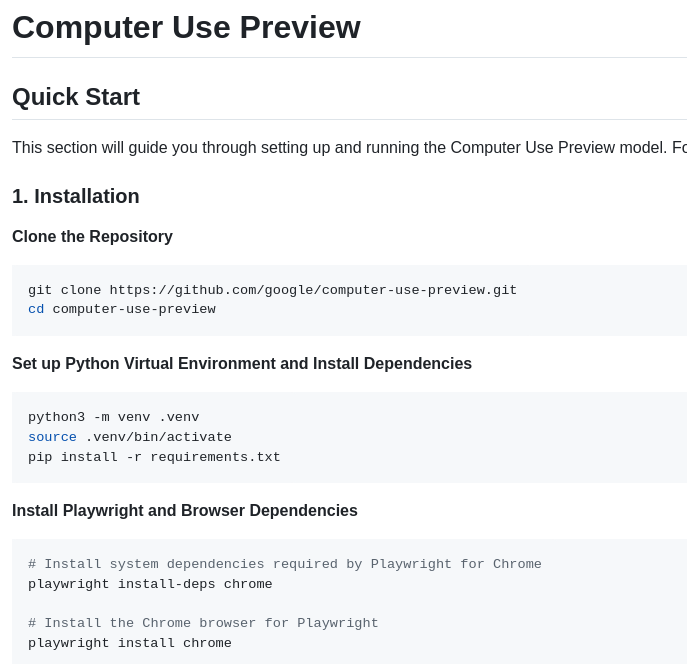 Computer Use Preview
Quick Start
This section will guide you through setting up and running the Computer Use Preview model.
1. Installation
Clone the Repository
git clone https://github.com/google/computer-use-preview.git
cd computer-use-preview
Set up Python Virtual Environment and Install Dependencies
python3 -m venv .venv
source .venv/bin/activate
pip install -r requirements.txt
Install Playwright and Browser Dependencies
# Install system dependencies required by Playwright for Chrome
playwright install-deps chrome
# Install the Chrome browser for Playwright
playwright install chrome